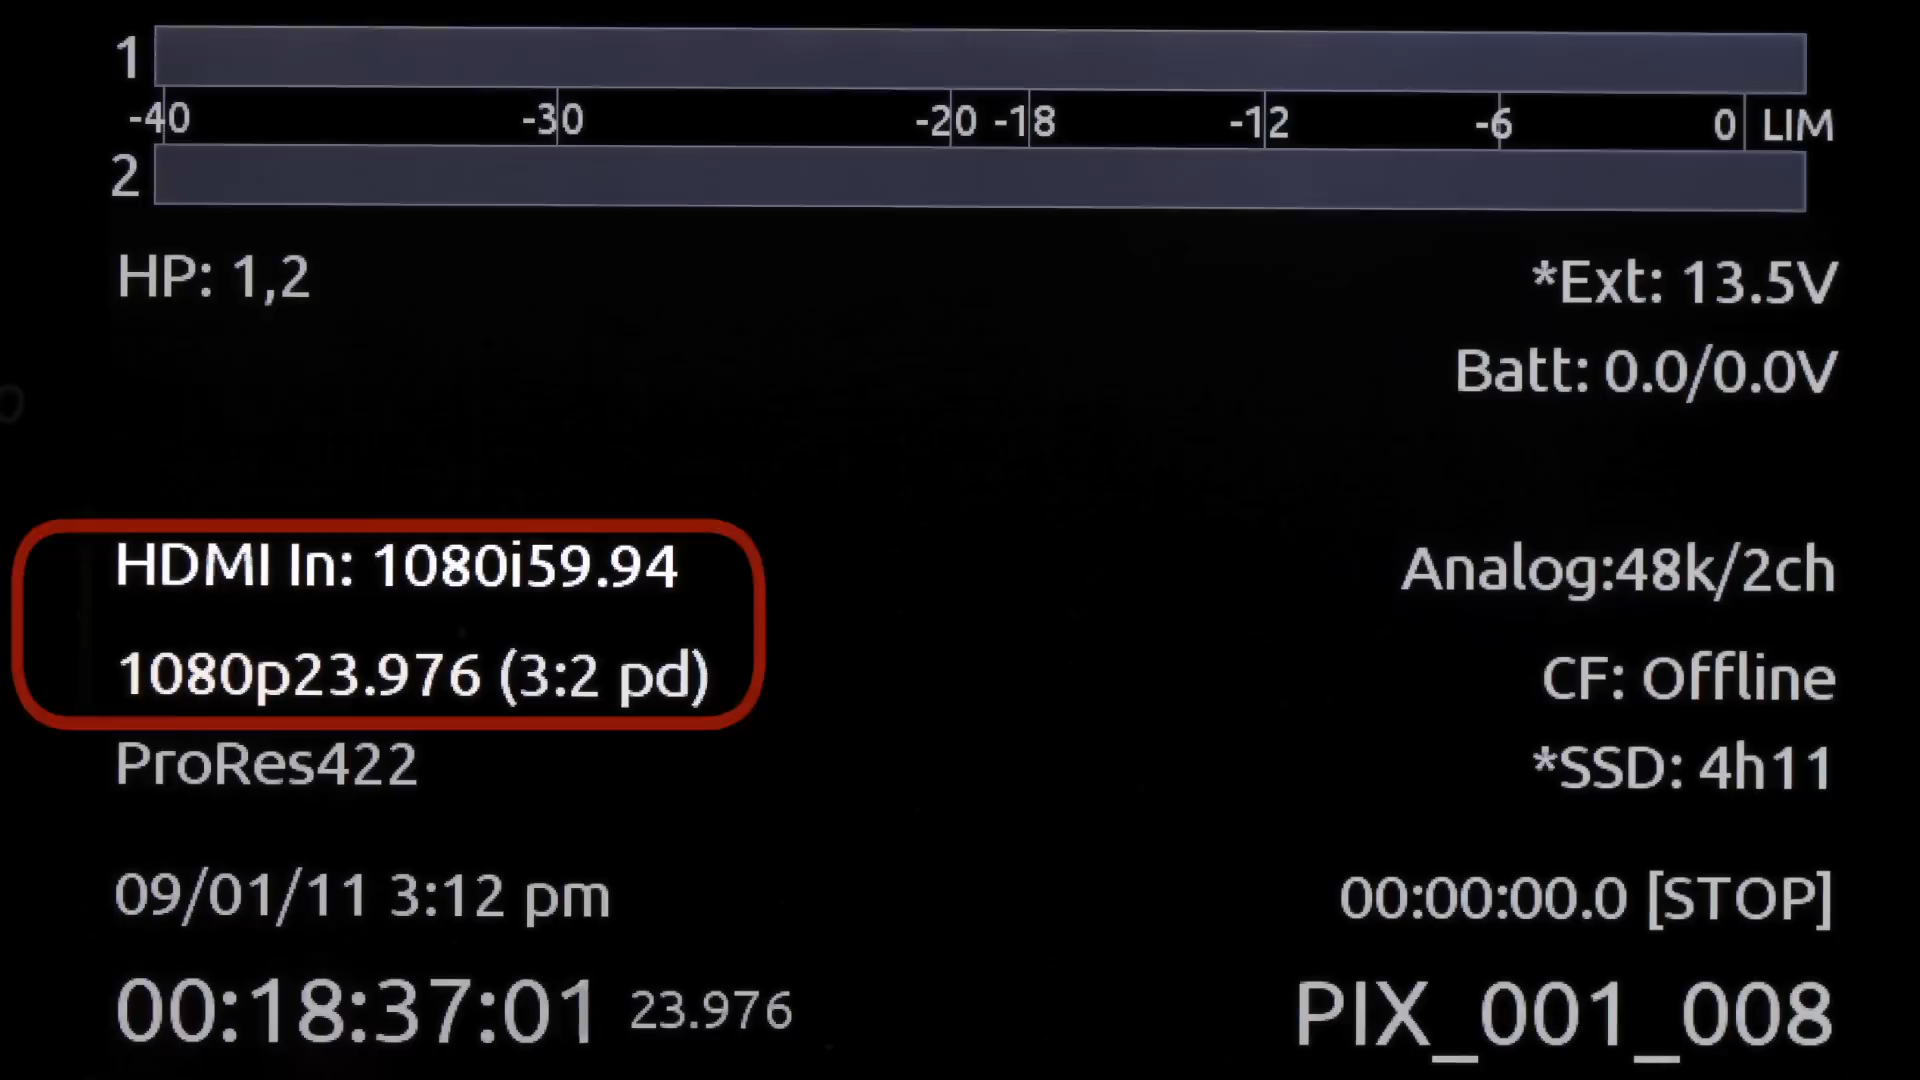 1
-40 -30 -20 -18 -12 -6 0 LIM
2
HP: 1,2
*Ext: 13.5V
Batt: 0.0/0.0V
HDMI In: 1080i59.94
Analog:48k/2ch
1080p23.976 (3:2 pd)
CF: Offline
ProRes422
*SSD: 4h11
09/01/11 3:12 pm
00:00:00.0 [STOP]
00:18:37:01 23.976
PIX_001_008